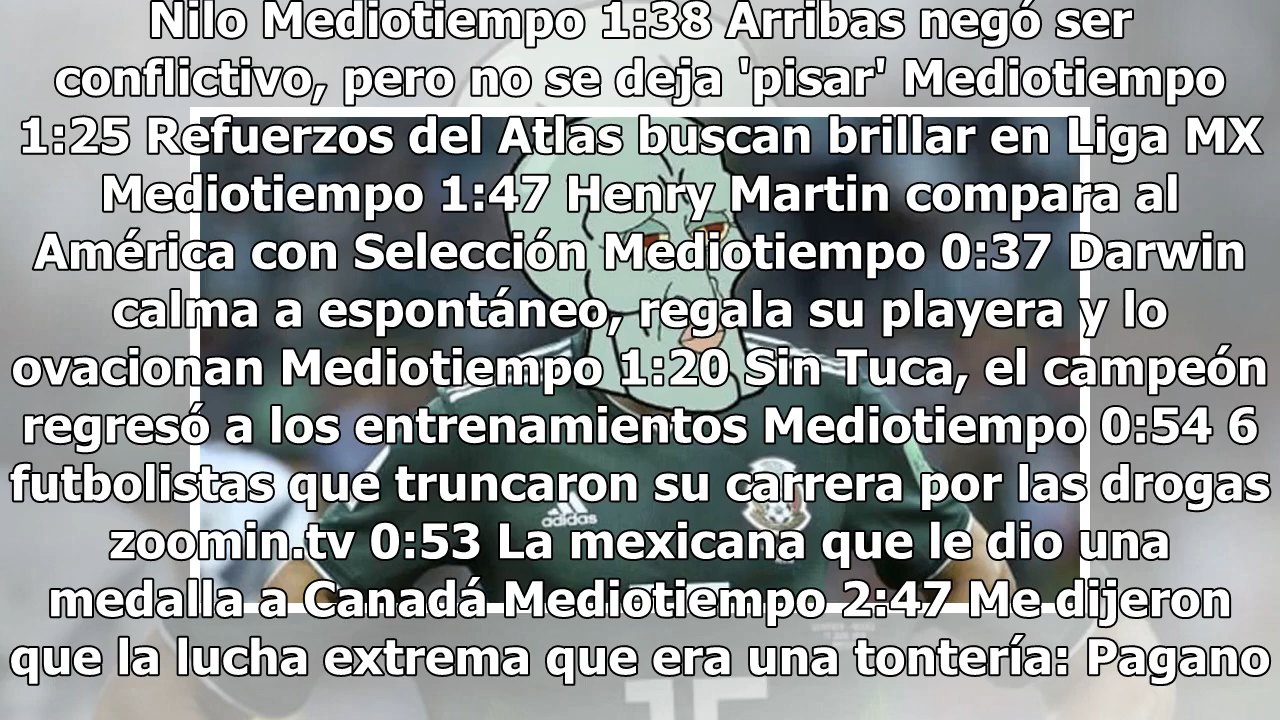 Nilo Mediotiempo 1:38 Arribas negó ser
conflictivo, pero no se deja 'pisar' Mediotiempo
1:25 Refuerzos del Atlas buscan brillar en Liga MX
Mediotiempo 1:47 Henry Martin compara al
América con Selección Mediotiempo 0:37 Darwin
calma a espontáneo, regala su playera y lo
ovacionan Mediotiempo 1:20 Sin Tuca, el campeón
regresó a los entrenamientos Mediotiempo 0:54 6
futbolistas que truncaron su carrera por las drogas
adidas
zoomin.tv 0:53 La mexicana que le dio una
medalla a Canadá Mediotiempo 2:47 Me dijeron
que la lucha extrema que era una tontería: Pagano